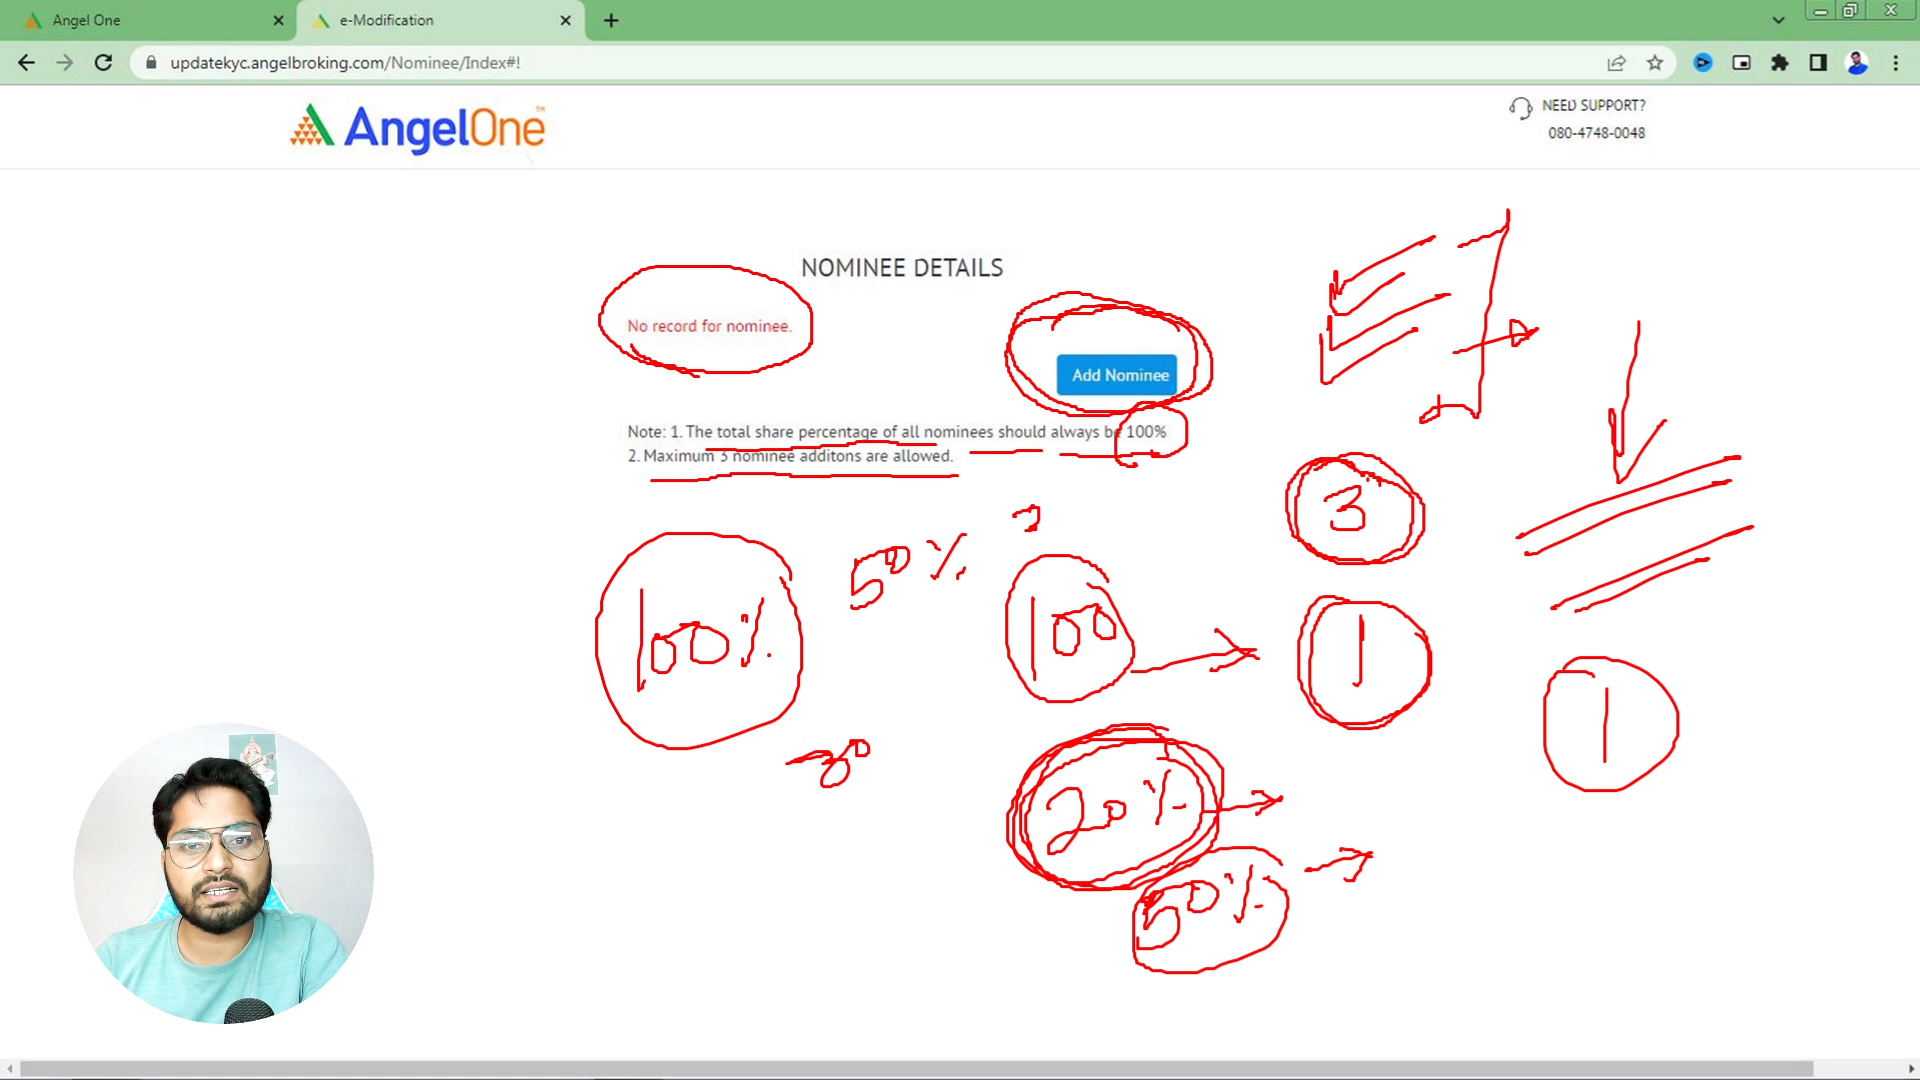 Angel One
e-Modification
updatekyc.angelbroking.com/Nominee/Index#!
AngelOne™
NEED SUPPORT?
080-4748-0048
NOMINEE DETAILS
No record for nominee.
Add Nominee
Note: 1. The total share percentage of all nominees should always be 100%
2. Maximum 3 nominee additons are allowed.
3
50%
100%
100
1
1
30
20%
50%